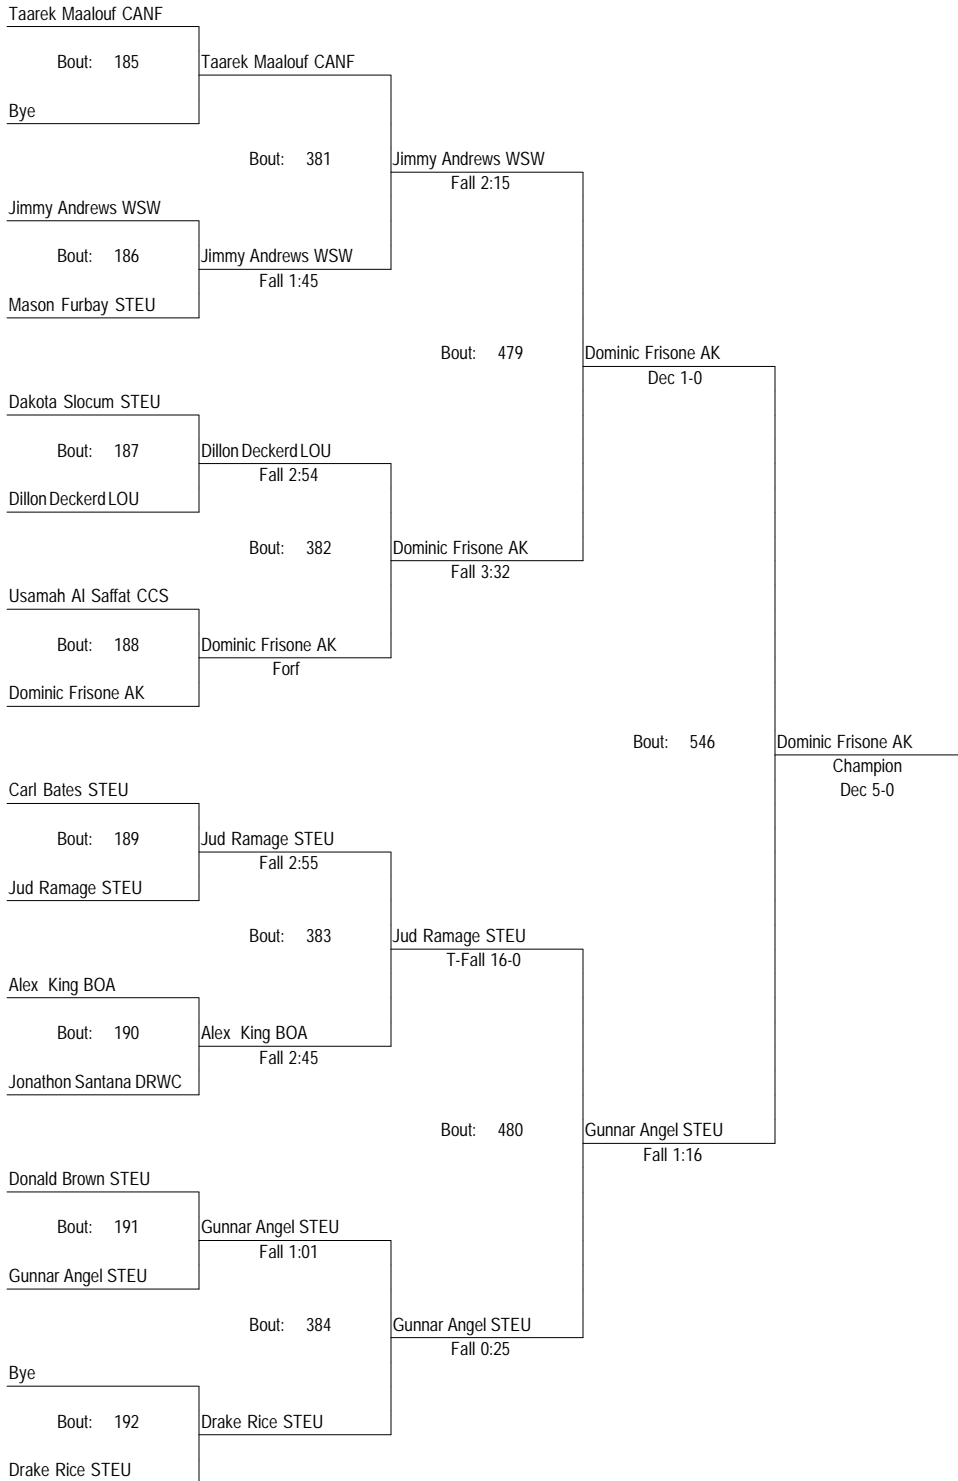 Taarek Maalouf CANF
Bout: 185
Taarek Maalouf CANF
Bye
Bout: 381
Jimmy Andrews WSW
Fall 2:15
Jimmy Andrews WSW
Bout: 186
Jimmy Andrews WSW
Fall 1:45
Mason Furbay STEU
Bout: 479
Dominic Frisone AK
Dec 1-0
Dakota Slocum STEU
Bout: 187
Dillon Deckerd LOU
Fall 2:54
Dillon Deckerd LOU
Bout: 382
Dominic Frisone AK
Fall 3:32
Usamah Al Saffat CCS
Bout: 188
Dominic Frisone AK
Forf
Dominic Frisone AK
Bout: 546
Dominic Frisone AK
Champion
Dec 5-0
Carl Bates STEU
Bout: 189
Jud Ramage STEU
Fall 2:55
Jud Ramage STEU
Bout: 383
Jud Ramage STEU
T-Fall 16-0
Alex King BOA
Bout: 190
Alex King BOA
Fall 2:45
Jonathon Santana DRWC
Bout: 480
Gunnar Angel STEU
Fall 1:16
Donald Brown STEU
Bout: 191
Gunnar Angel STEU
Fall 1:01
Gunnar Angel STEU
Bout: 384
Gunnar Angel STEU
Fall 0:25
Bye
Bout: 192
Drake Rice STEU
Drake Rice STEU